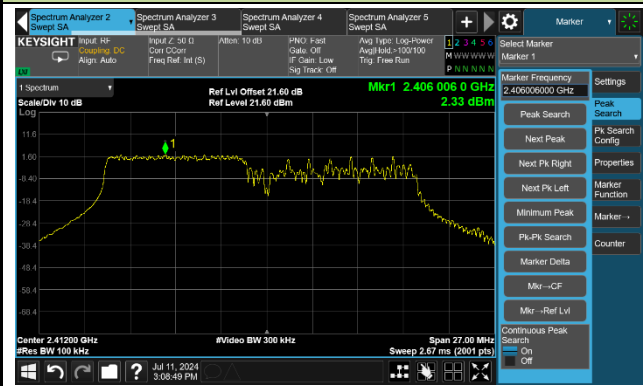 Spectrum Analyzer 2
Swept SA
Spectrum Analyzer 3
Swept SA
Spectrum Analyzer 4
Swept SA
Spectrum Analyzer 5
Swept SA
+
Marker
KEYSIGHT
Input: RF
Coupling: DC
Align: Auto
Input Z: 50 Ω
Corr CCorr
Freq Ref: Int (S)
Atten: 10 dB
PNO: Fast
Gate: Off
IF Gain: Low
Sig Track: Off
Avg Type: Log-Power
Avg|Hold:>100/100
Trig: Free Run
1 2 3 4 5 6
M W W W W W
P N N N N N
LXI
Select Marker
Marker 1
1 Spectrum
Scale/Div 10 dB
Log
Ref Lvl Offset 21.60 dB
Ref Level 21.60 dBm
Mkr1 2.406 006 0 GHz
2.33 dBm
11.6
1.60
-8.40
-18.4
-28.4
-38.4
-48.4
-58.4
-68.4
1
Center 2.41200 GHz
#Res BW 100 kHz
#Video BW 300 kHz
Span 27.00 MHz
Sweep 2.67 ms (2001 pts)
Marker Frequency
2.406006000 GHz
Peak Search
Next Peak
Next Pk Right
Next Pk Left
Minimum Peak
Pk-Pk Search
Marker Delta
Mkr→CF
Mkr→Ref Lvl
Continuous Peak
Search
On
Off
Settings
Peak
Search
Pk Search
Config
Properties
Marker
Function
Marker→
Counter
?
Jul 11, 2024
3:08:49 PM